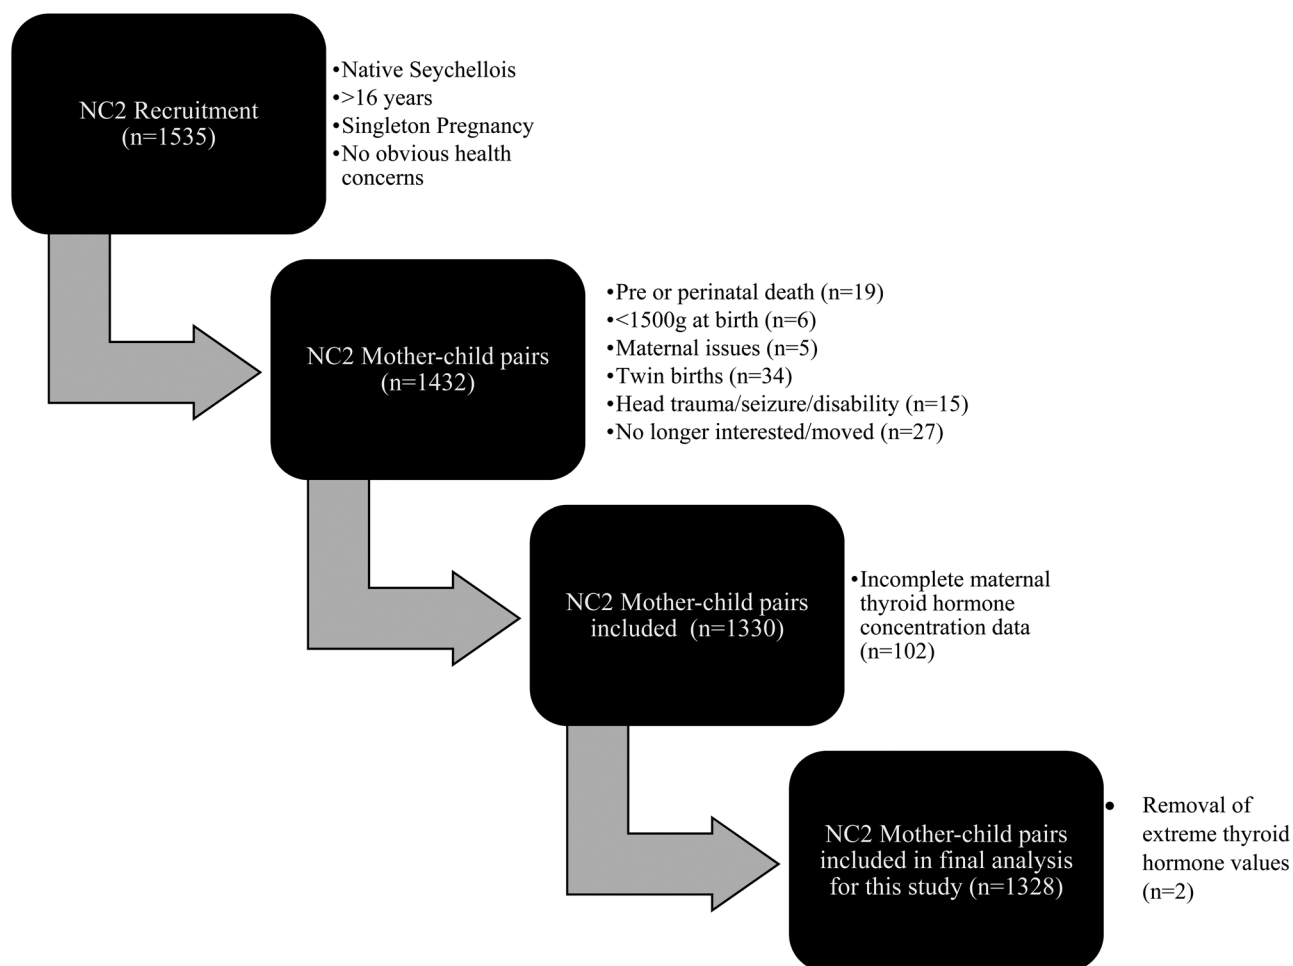 NC2 Recruitment
(n=1535)
•Native Seychellois
•>16 years
•Singleton Pregnancy
•No obvious health
concerns
NC2 Mother-child pairs
(n=1432)
•Pre or perinatal death (n=19)
•<1500g at birth (n=6)
•Maternal issues (n=5)
•Twin births (n=34)
•Head trauma/seizure/disability (n=15)
•No longer interested/moved (n=27)
NC2 Mother-child pairs
included (n=1330)
•Incomplete maternal
thyroid hormone
concentration data
(n=102)
NC2 Mother-child pairs
included in final analysis
for this study (n=1328)
• Removal of
extreme thyroid
hormone values
(n=2)